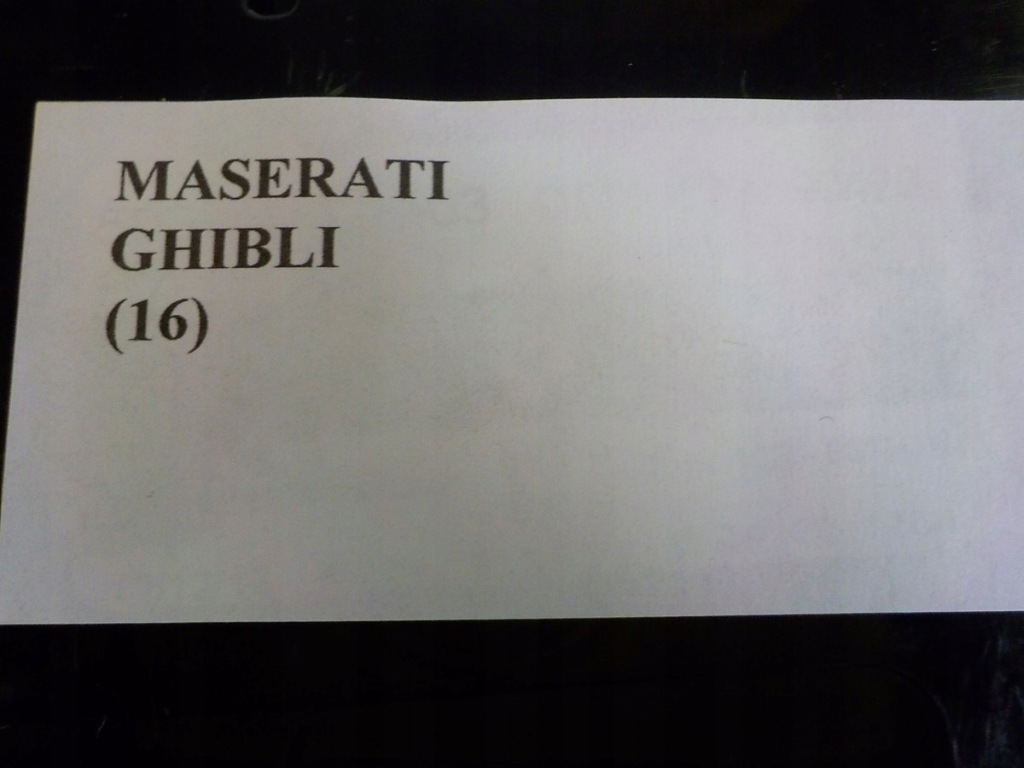 MASERATI
GHIBLI
(16)